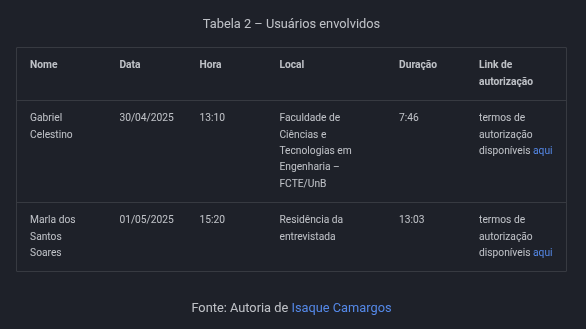 Tabela 2 – Usuários envolvidos
Nome Data Hora Local Duração Link de
autorização
Gabriel 30/04/2025 13:10 Faculdade de 7:46 termos de
Celestino Ciências e autorização
Tecnologias em disponíveis aqui
Engenharia –
FCTE/UnB
Marla dos 01/05/2025 15:20 Residência da 13:03 termos de
Santos entrevistada autorização
Soares disponíveis aqui
Fonte: Autoria de Isaque Camargos